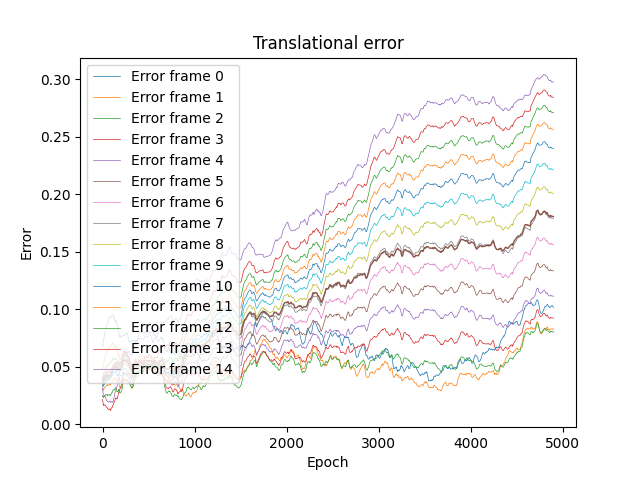 Translational error
Error
0.30
0.25
0.20
0.15
0.10
0.05
0.00
Error frame 0
Error frame 1
Error frame 2
Error frame 3
Error frame 4
Error frame 5
Error frame 6
Error frame 7
Error frame 8
Error frame 9
Error frame 10
Error frame 11
Error frame 12
Error frame 13
Error frame 14
0 1000 2000 3000 4000 5000
Epoch